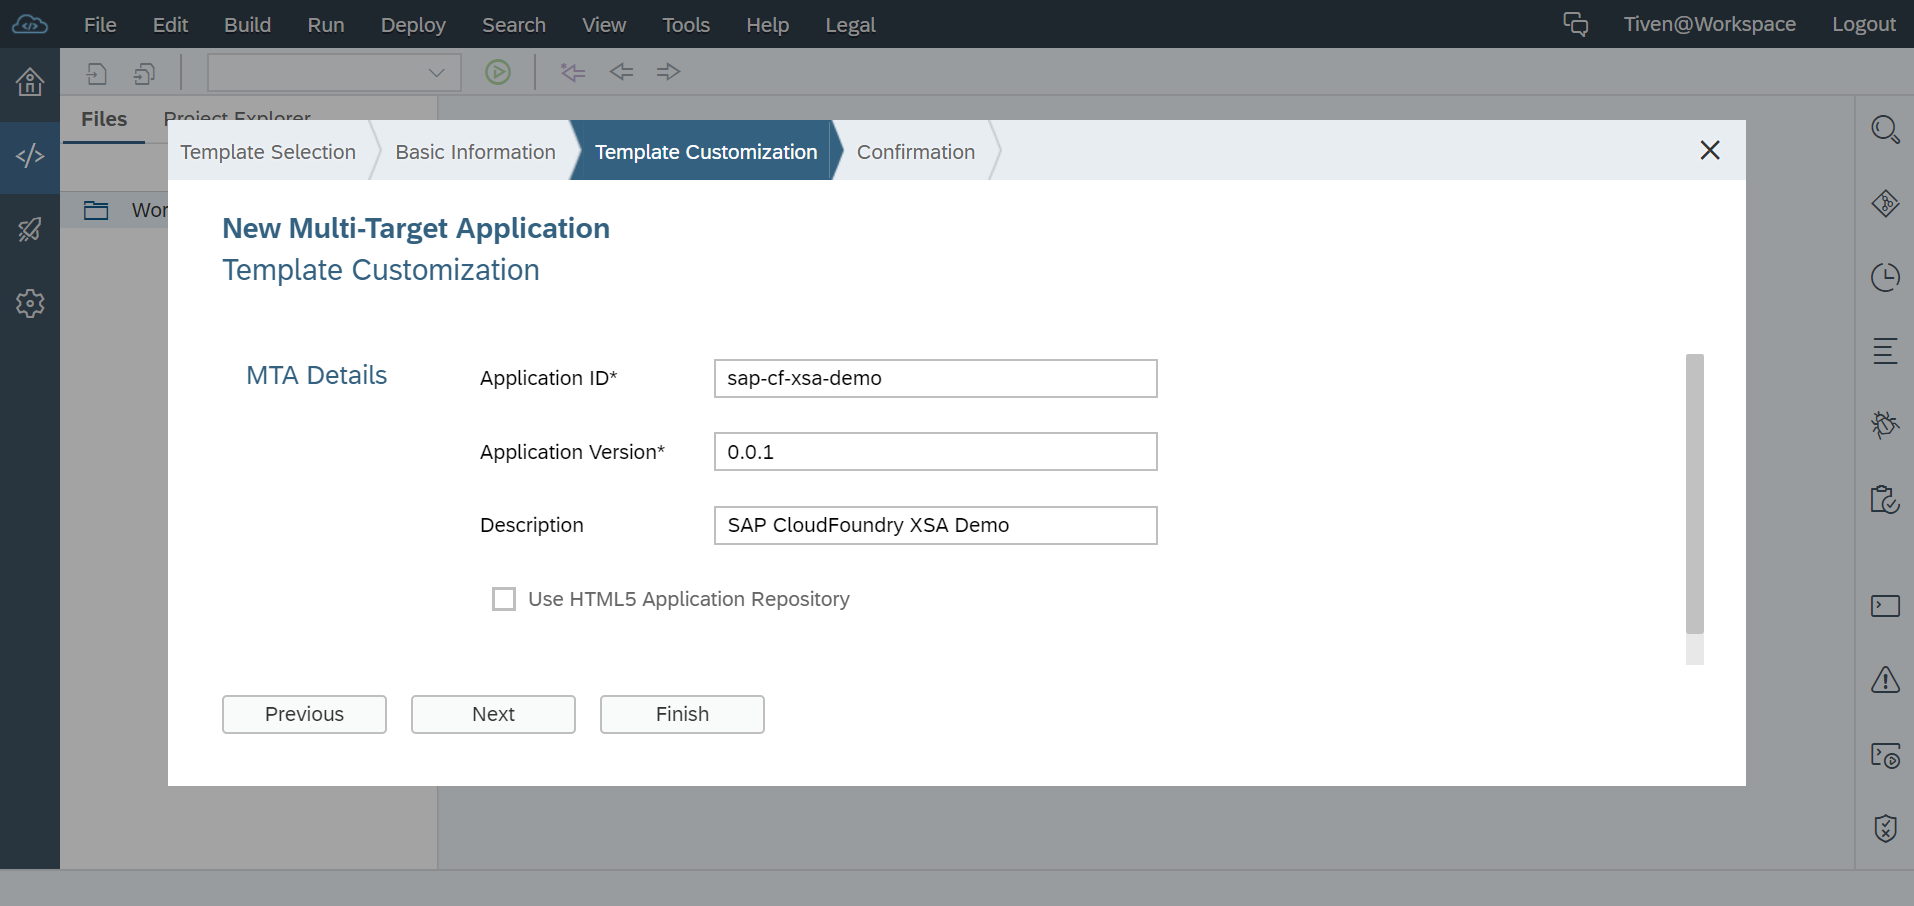 File Edit Build Run Deploy Search View Tools Help Legal Tiven@Workspace Logout
Files Project Explorer
Template Selection Basic Information Template Customization Confirmation
New Multi-Target Application
Template Customization
MTA Details
Application ID* sap-cf-xsa-demo
Application Version* 0.0.1
Description SAP CloudFoundry XSA Demo
Use HTML5 Application Repository
Previous Next Finish